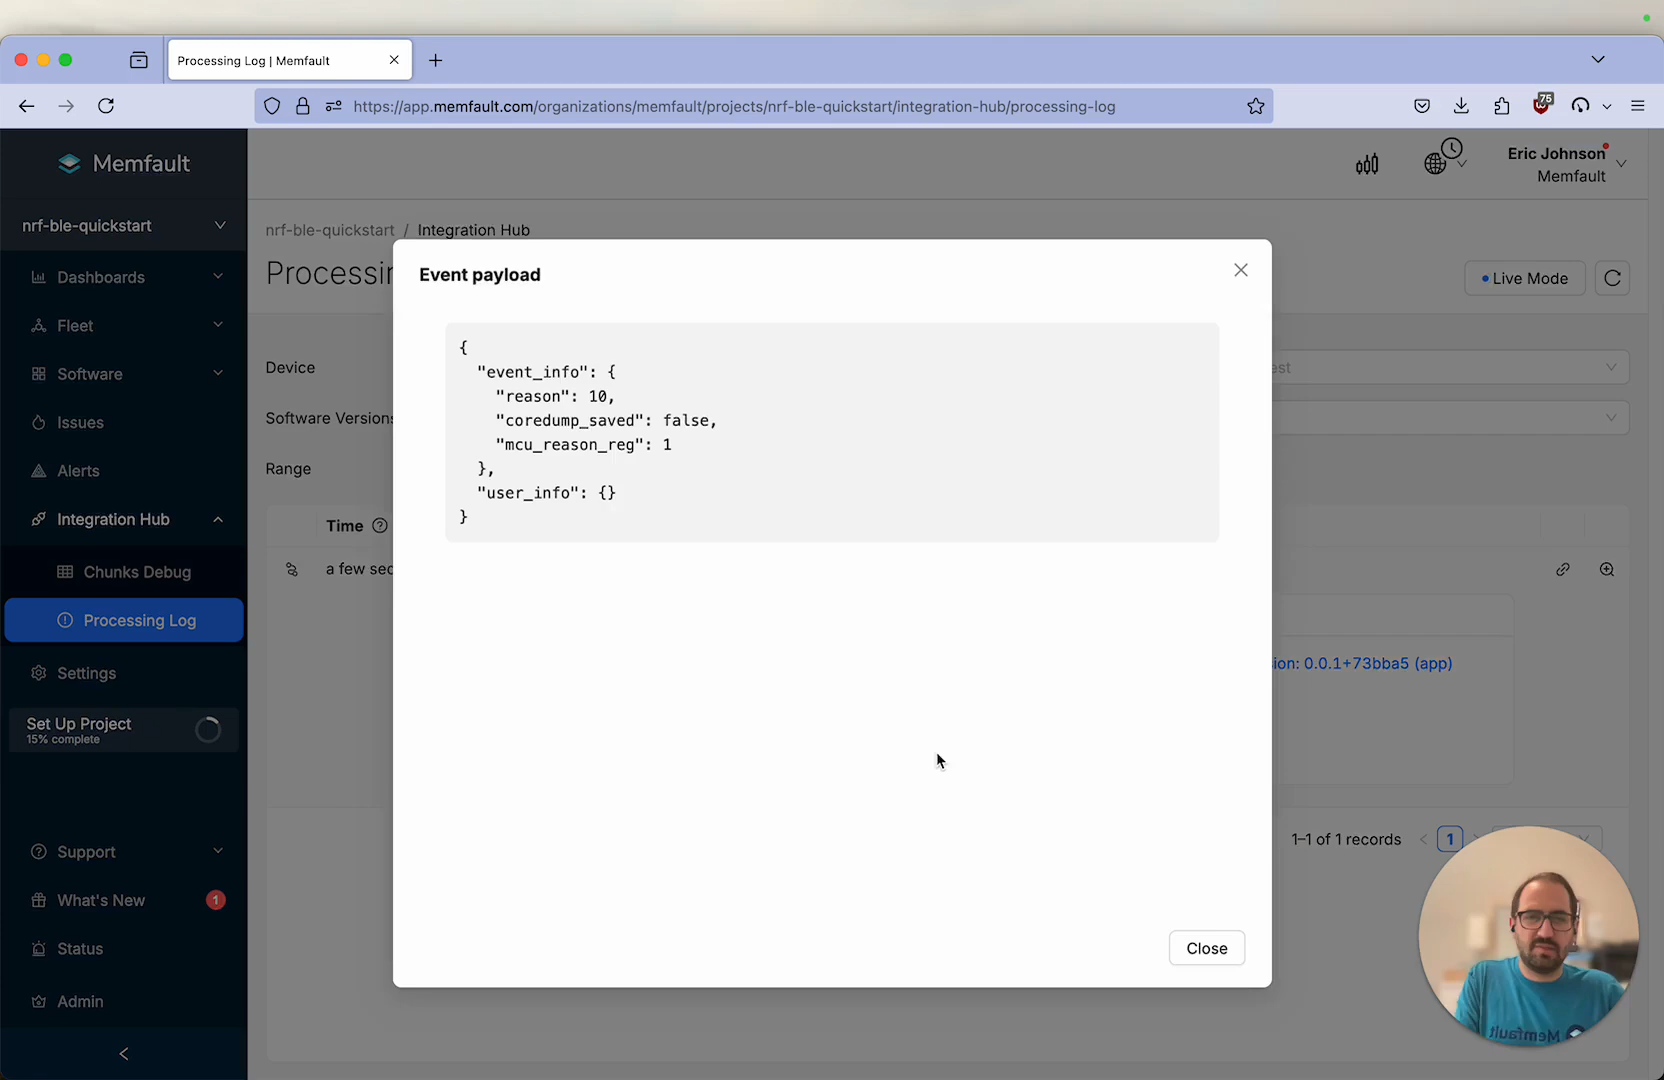 Processing Log | Memfault
https://app.memfault.com/organizations/memfault/projects/nrf-ble-quickstart/integration-hub/processing-log
75
Memfault
Eric Johnson
Memfault
nrf-ble-quickstart
Dashboards
Fleet
Software
Issues
Alerts
Integration Hub
Chunks Debug
Processing Log
Settings
Set Up Project
15% complete
Support
What's New
1
Status
Admin
nrf-ble-quickstart / Integration Hub
Live Mode
Device
Software Versions
Range
Time
a few sec
Event payload
{
"event_info": {
"reason": 10,
"coredump_saved": false,
"mcu_reason_reg": 1
},
"user_info": {}
}
Close
ion: 0.0.1+73bba5 (app)
1–1 of 1 records
1
Memfault